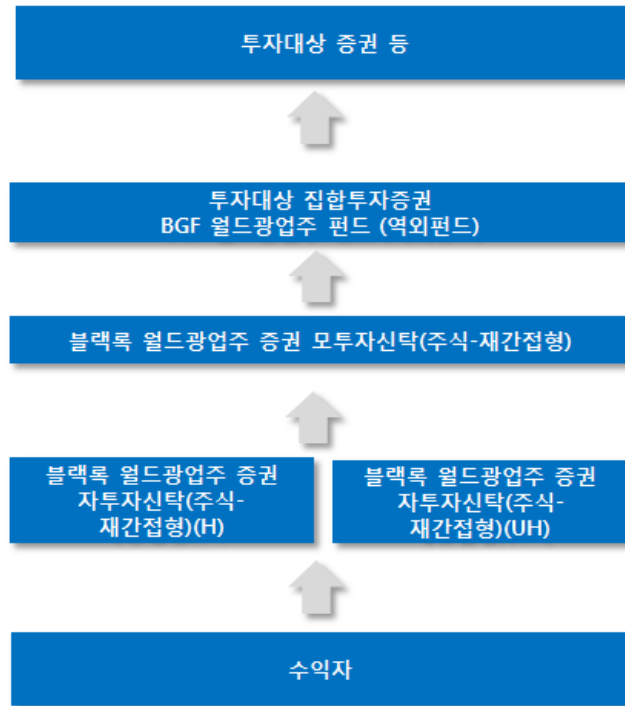 투자대상 증권 등
투자대상 집합투자증권
BGF 월드광업주 펀드 (역외펀드)
블랙록 월드광업주 증권 모투자신탁(주식-재간접형)
블랙록 월드광업주 증권
자투자신탁(주식-
재간접형)(H)
블랙록 월드광업주 증권
자투자신탁(주식-
재간접형)(UH)
수익자